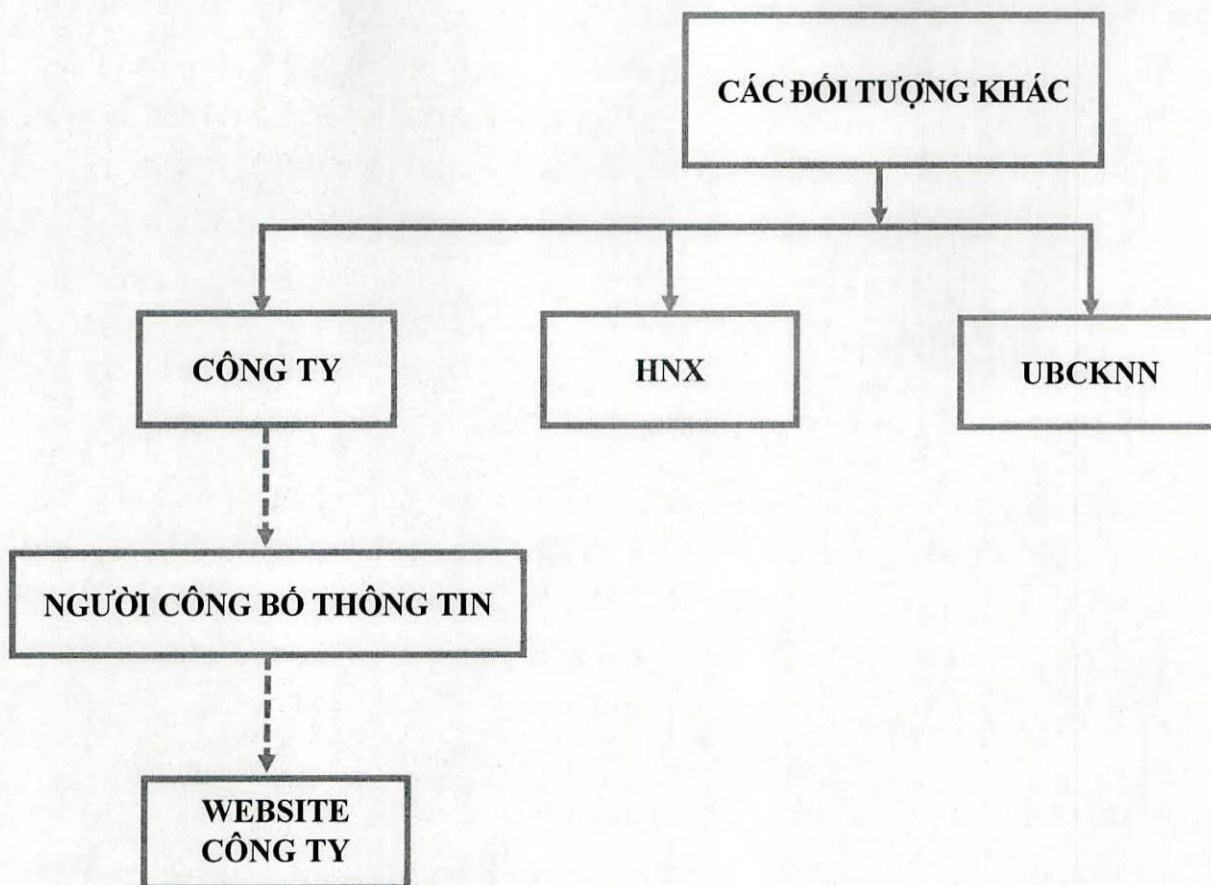 CÁC ĐỐI TƯỢNG KHÁC
CÔNG TY
HNX
UBCKNN
NGƯỜI CÔNG BỐ THÔNG TIN
WEBSITE
CÔNG TY